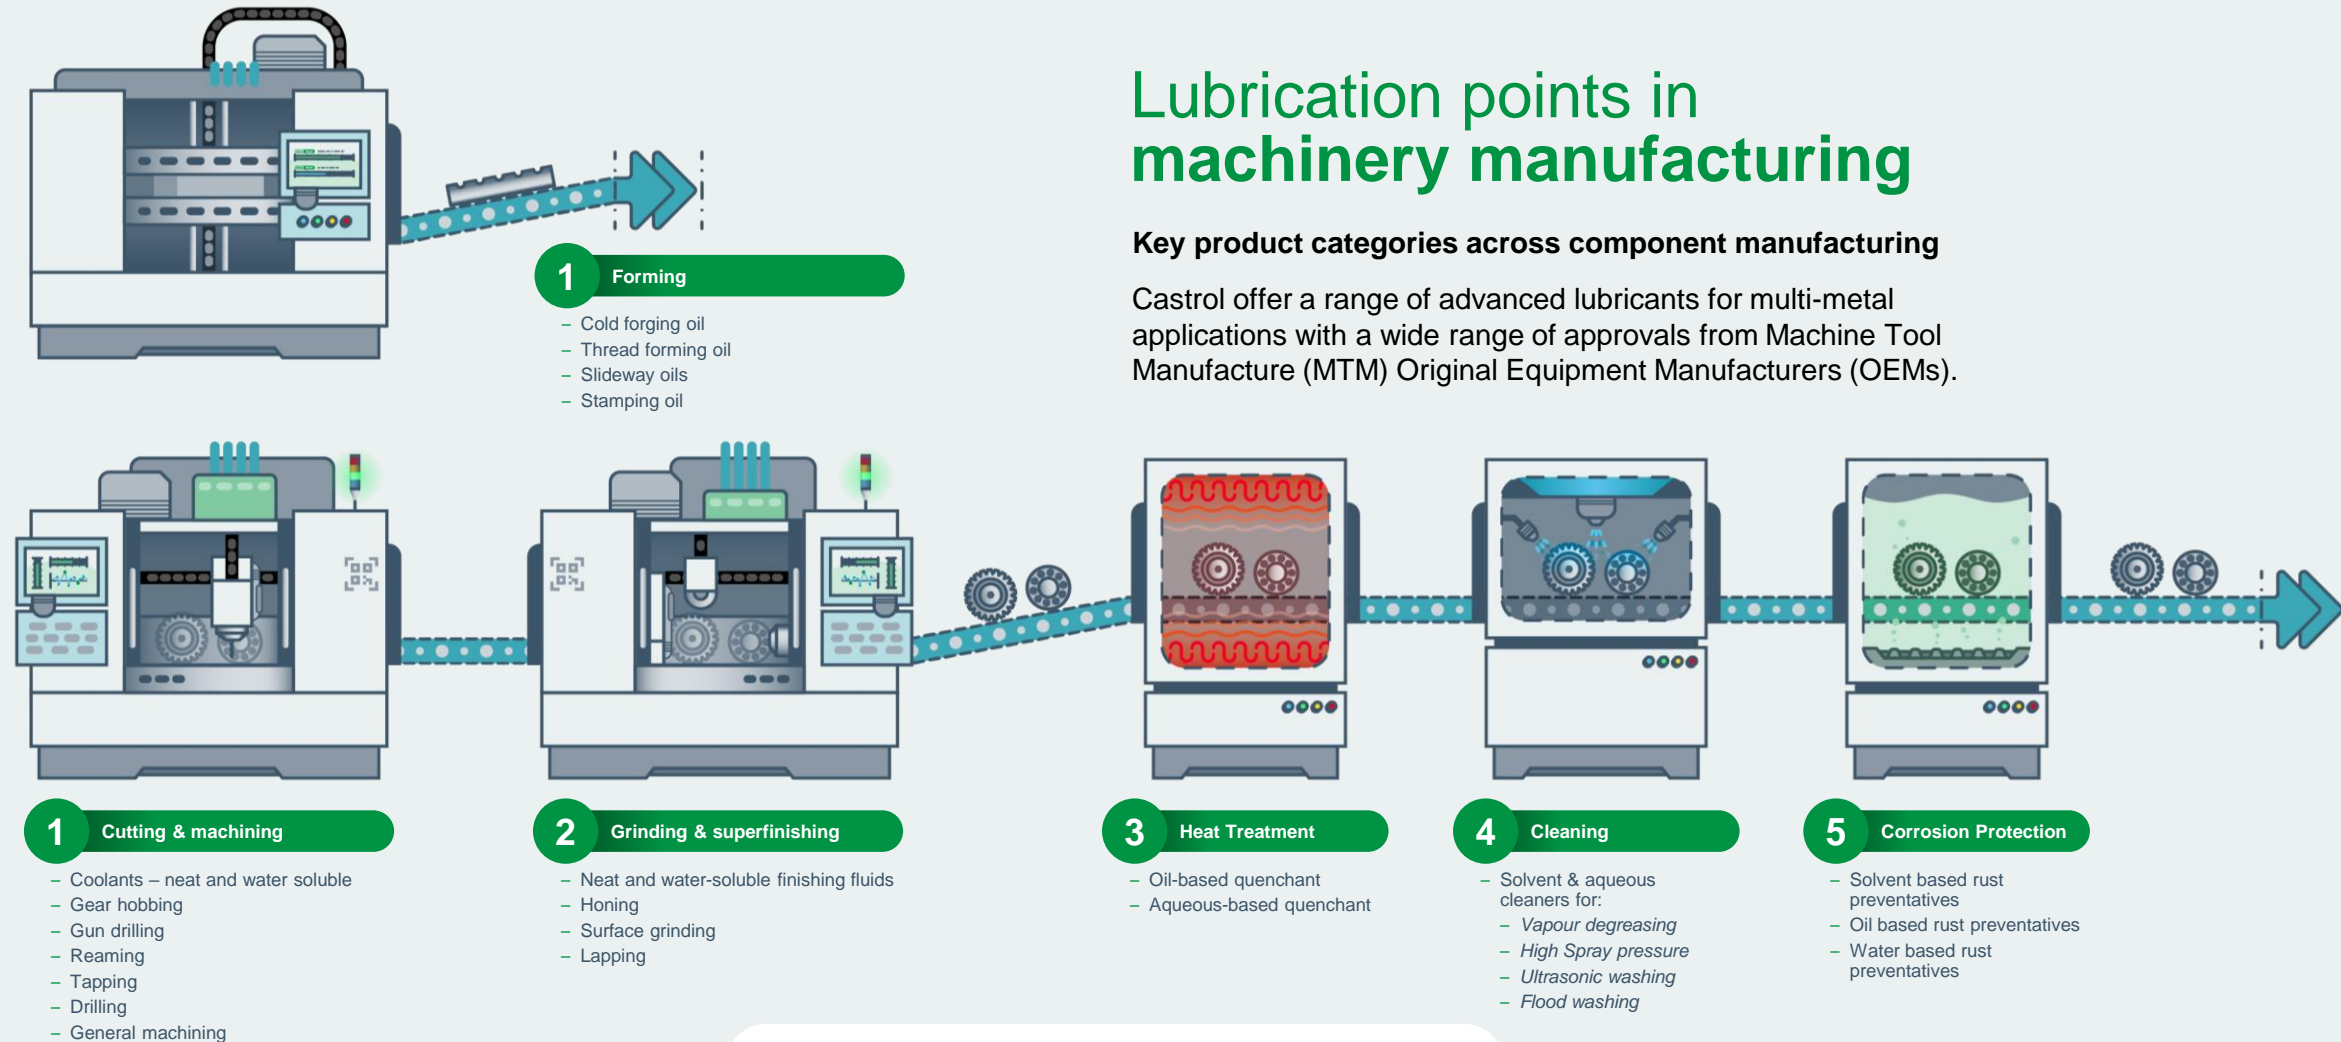 Lubrication points in
machinery manufacturing
Key product categories across component manufacturing
Castrol offer a range of advanced lubricants for multi-metal
applications with a wide range of approvals from Machine Tool
Manufacture (MTM) Original Equipment Manufacturers (OEMs).
1 Forming
– Cold forging oil
– Thread forming oil
– Slideway oils
– Stamping oil
1 Cutting & machining
– Coolants – neat and water soluble
– Gear hobbing
– Gun drilling
– Reaming
– Tapping
– Drilling
– General machining
2 Grinding & superfinishing
– Neat and water-soluble finishing fluids
– Honing
– Surface grinding
– Lapping
3 Heat Treatment
– Oil-based quenchant
– Aqueous-based quenchant
4 Cleaning
– Solvent & aqueous
cleaners for:
– Vapour degreasing
– High Spray pressure
– Ultrasonic washing
– Flood washing
5 Corrosion Protection
– Solvent based rust
preventatives
– Oil based rust preventatives
– Water based rust
preventatives